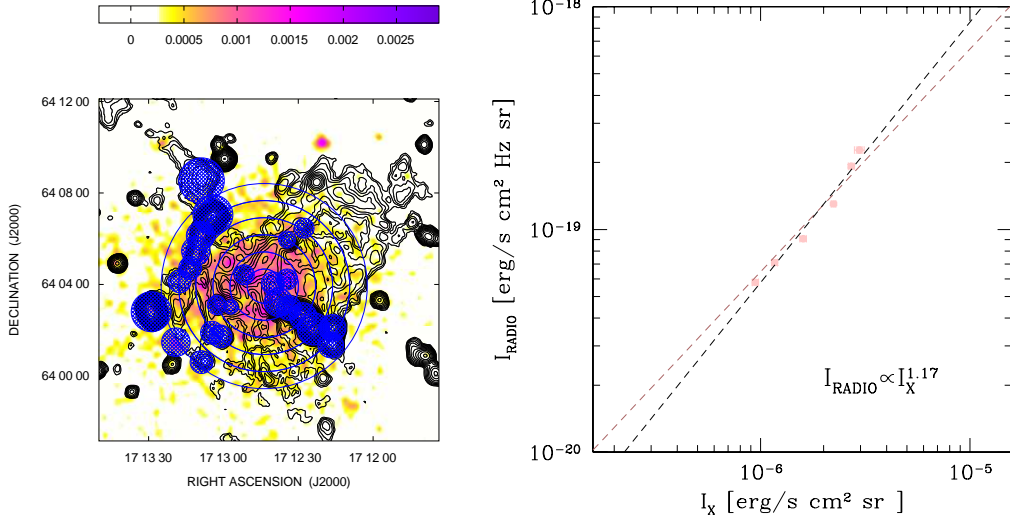 0 0.0005 0.001 0.0015 0.002 0.0025
64 12 00
64 08 00
64 04 00
64 00 00
DECLINATION (J2000)
17 13 30 17 13 00 17 12 30 17 12 00
RIGHT ASCENSION (J2000)
10⁻¹⁸
10⁻¹⁹
10⁻²⁰
I_RADIO [erg/s cm² Hz sr]
I_RADIO∝I_X^1.17
10⁻⁶ 10⁻⁵
I_X [erg/s cm² sr ]